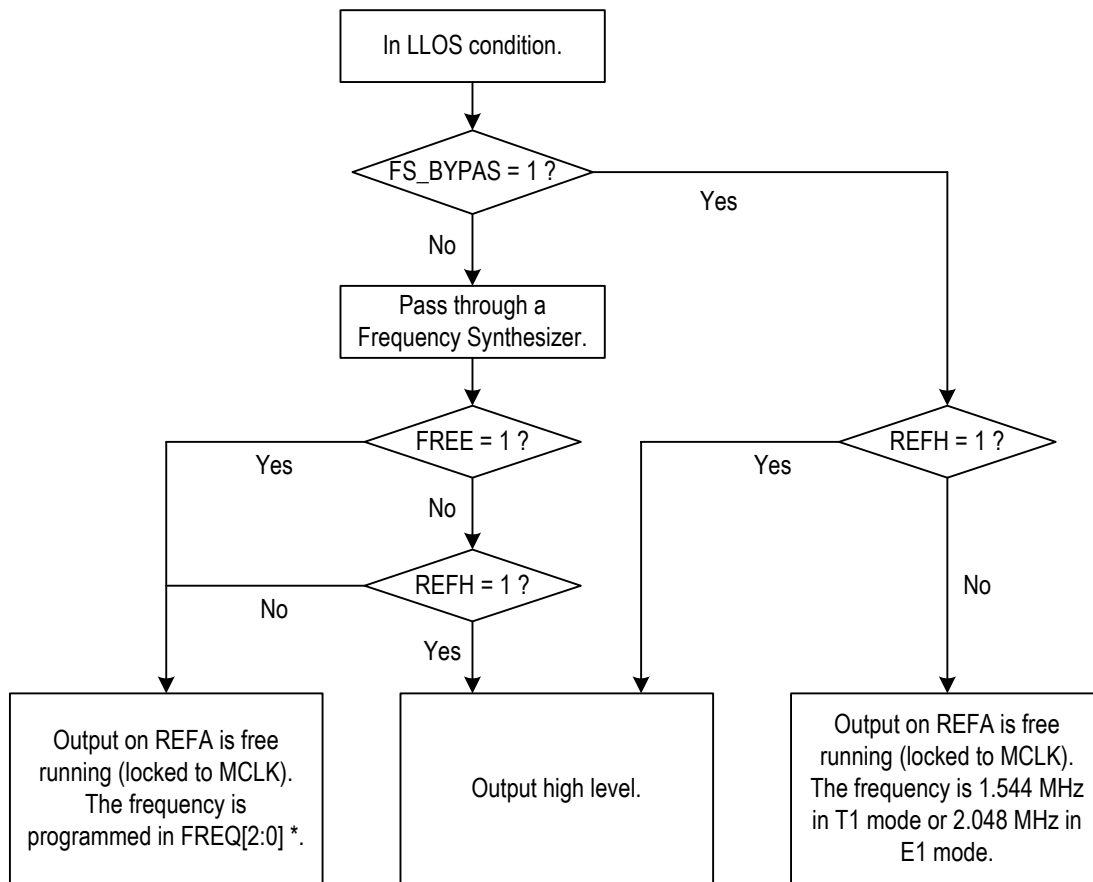 In LLOS condition.
FS_BYPAS = 1 ?
Yes
No
Pass through a
Frequency Synthesizer.
FREE = 1 ?
REFH = 1 ?
Yes
Yes
No
REFH = 1 ?
No
No
Yes
Output on REFA is free
running (locked to MCLK).
The frequency is
programmed in FREQ[2:0] *.
Output high level.
Output on REFA is free
running (locked to MCLK).
The frequency is 1.544 MHz
in T1 mode or 2.048 MHz in
E1 mode.